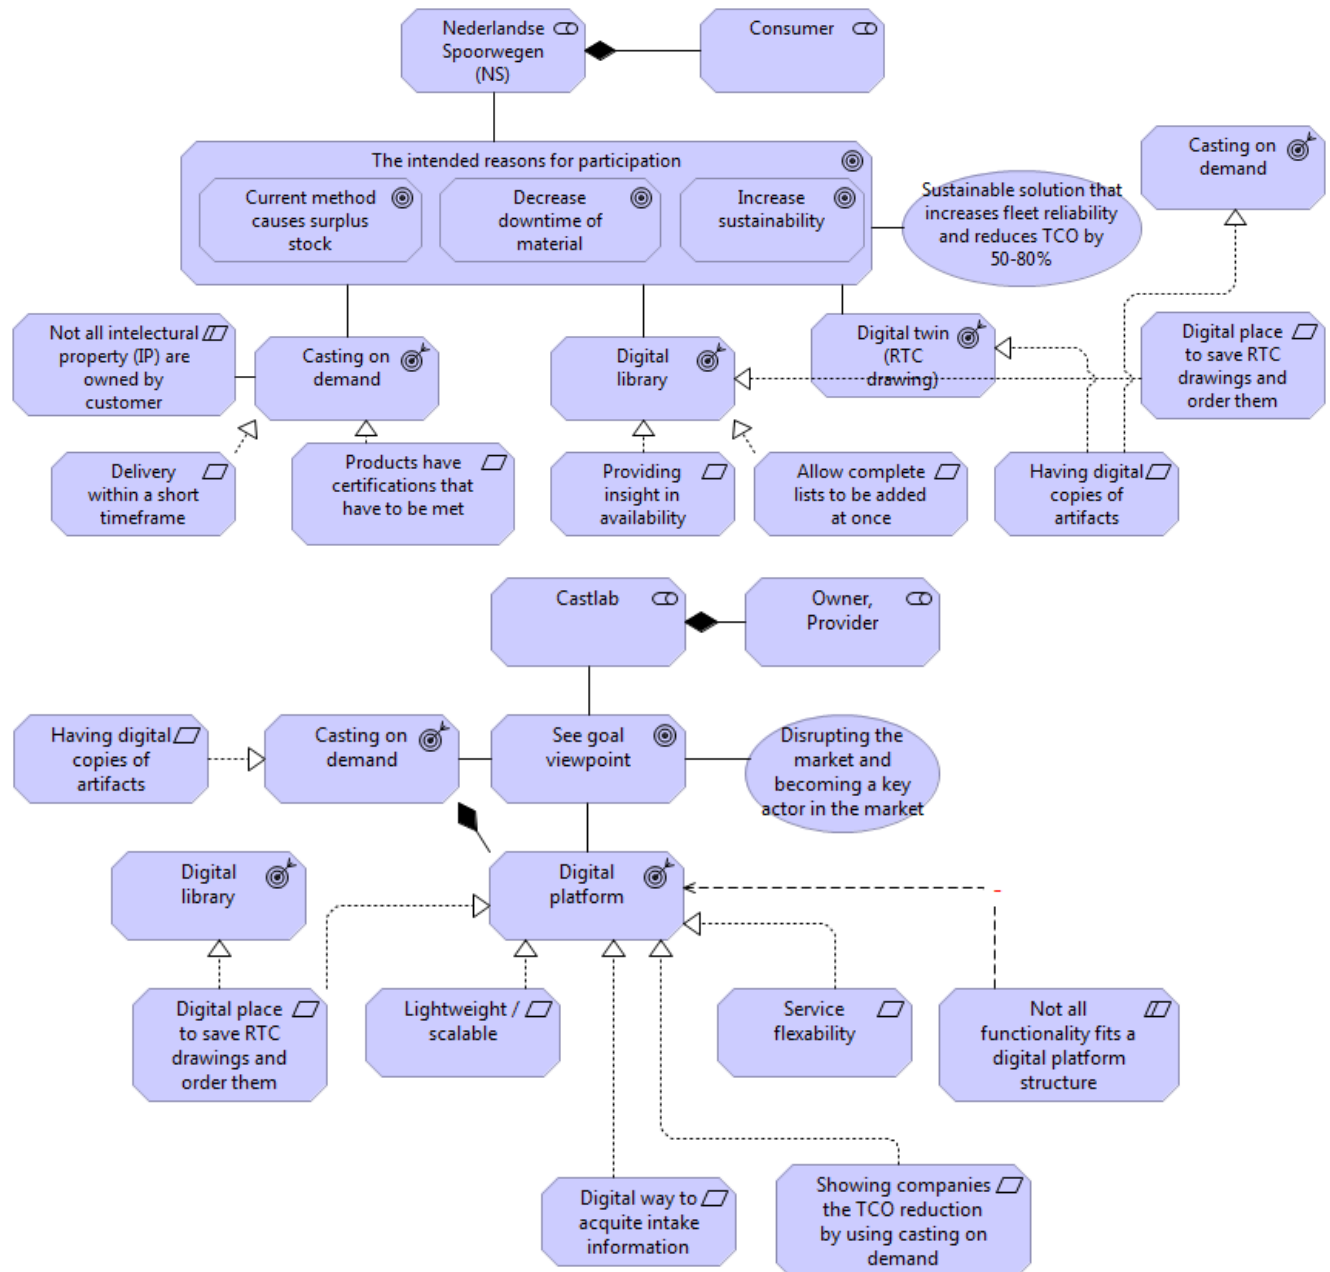 Nederlandse
Spoorwegen
(NS)
Consumer
The intended reasons for participation
Current method
causes surplus
stock
Decrease
downtime of
material
Increase
sustainability
Sustainable solution that
increases fleet reliability
and reduces TCO by
50-80%
Casting on
demand
Not all intelectural
property (IP) are
owned by
customer
Casting on
demand
Digital
library
Digital twin
(RTC
drawing)
Digital place
to save RTC
drawings and
order them
Delivery
within a short
timeframe
Products have
certifications that
have to be met
Providing
insight in
availability
Allow complete
lists to be added
at once
Having digital
copies of
artifacts
Castlab
Owner,
Provider
Having digital
copies of
artifacts
Casting on
demand
See goal
viewpoint
Disrupting the
market and
becoming a key
actor in the market
Digital
library
Digital
platform
-
Digital place
to save RTC
drawings and
order them
Lightweight /
scalable
Service
flexability
Not all
functionality fits a
digital platform
structure
Digital way to
acquite intake
information
Showing companies
the TCO reduction
by using casting on
demand